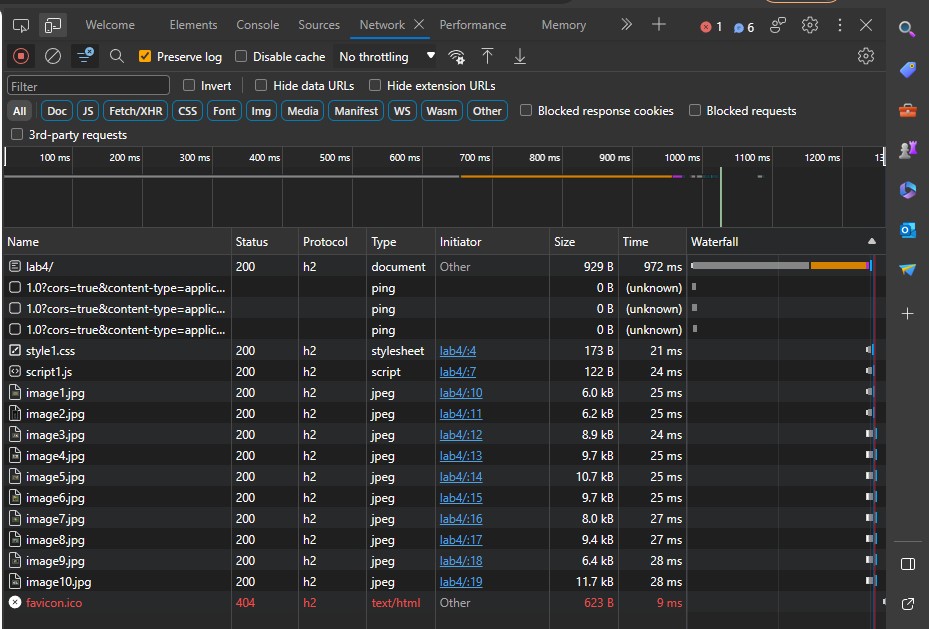 Welcome Elements Console Sources Network Performance Memory 1 6
Preserve log Disable cache No throttling
Filter Invert Hide data URLs Hide extension URLs
All Doc JS Fetch/XHR CSS Font Img Media Manifest WS Wasm Other Blocked response cookies Blocked requests
3rd-party requests
100 ms 200 ms 300 ms 400 ms 500 ms 600 ms 700 ms 800 ms 900 ms 1000 ms 1100 ms 1200 ms 13
Name Status Protocol Type Initiator Size Time Waterfall
lab4/ 200 h2 document Other 929 B 972 ms
1.0?cors=true&content-type=applic... ping 0 B (unknown)
1.0?cors=true&content-type=applic... ping 0 B (unknown)
1.0?cors=true&content-type=applic... ping 0 B (unknown)
style1.css 200 h2 stylesheet lab4/:4 173 B 21 ms
script1.js 200 h2 script lab4/:7 122 B 24 ms
image1.jpg 200 h2 jpeg lab4/:10 6.0 kB 25 ms
image2.jpg 200 h2 jpeg lab4/:11 6.2 kB 25 ms
image3.jpg 200 h2 jpeg lab4/:12 8.9 kB 24 ms
image4.jpg 200 h2 jpeg lab4/:13 9.7 kB 25 ms
image5.jpg 200 h2 jpeg lab4/:14 10.7 kB 25 ms
image6.jpg 200 h2 jpeg lab4/:15 9.7 kB 25 ms
image7.jpg 200 h2 jpeg lab4/:16 8.0 kB 27 ms
image8.jpg 200 h2 jpeg lab4/:17 9.4 kB 27 ms
image9.jpg 200 h2 jpeg lab4/:18 6.4 kB 28 ms
image10.jpg 200 h2 jpeg lab4/:19 11.7 kB 28 ms
favicon.ico 404 h2 text/html Other 623 B 9 ms